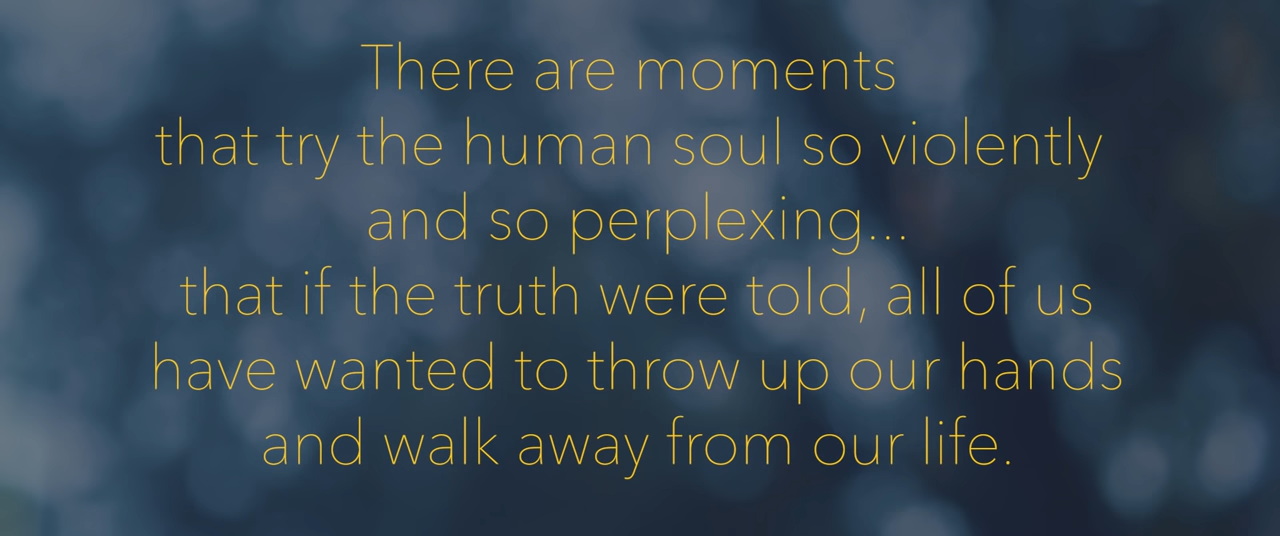 There are moments
that try the human soul so violently
and so perplexing...
that if the truth were told, all of us
have wanted to throw up our hands
and walk away from our life.